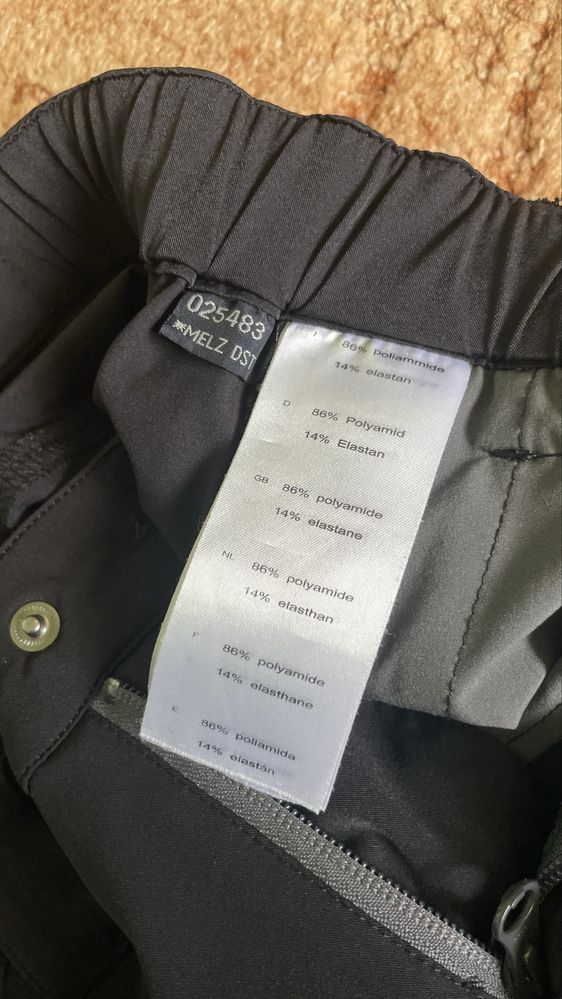 025483
*MELZ DST
I 86% poliammide
14% elastan
D 86% Polyamid
14% Elastan
GB 86% polyamide
14% elastane
NL 86% polyamide
14% elasthan
F 86% polyamide
14% elasthane
E 86% poliamida
14% elastán